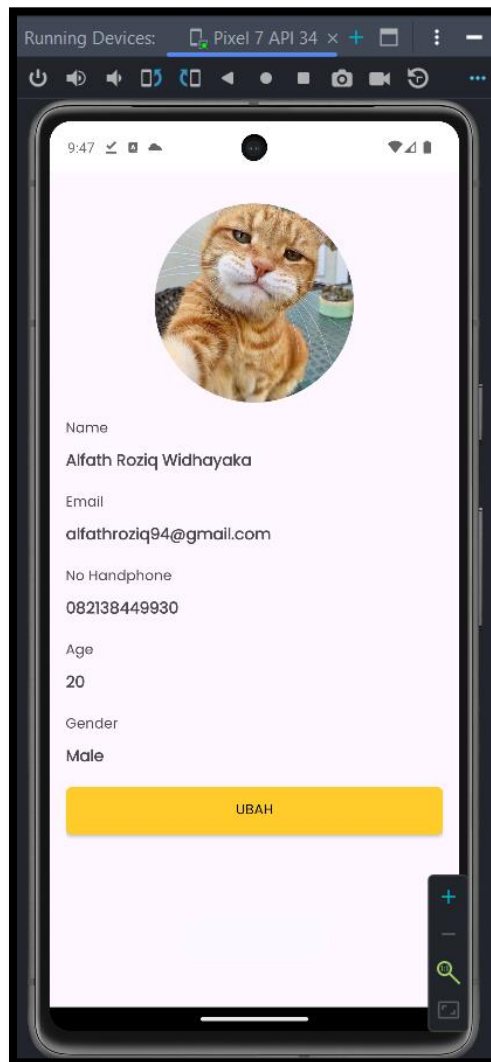 Running Devices: Pixel 7 API 34
9:47
Name
Alfath Roziq Widhayaka
Email
alfathroziq94@gmail.com
No Handphone
082138449930
Age
20
Gender
Male
UBAH